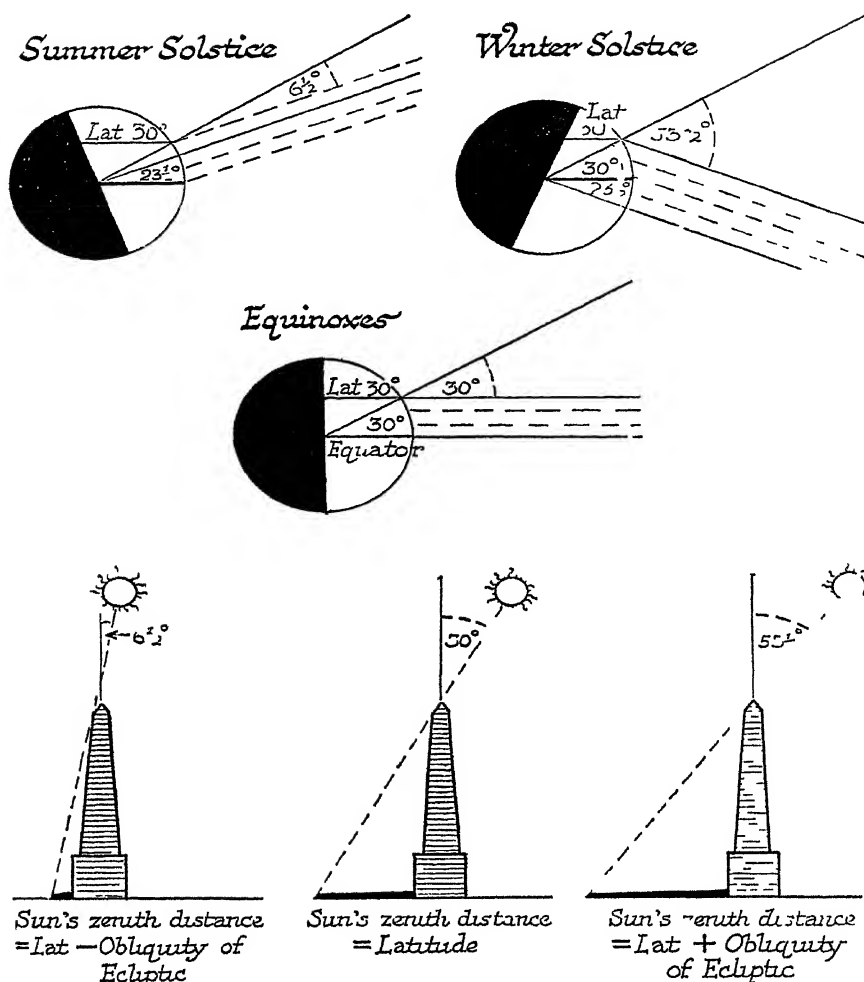 Summer Solstice
6½°
Lat 30°
23½°
Winter Solstice
Lat
53½°
30°
Equinoxes
Lat 30°
30°
30°
Equator
6½°
30°
Sun's zenith distance
=Lat — Obliquity of
Ecliptic
Sun's zenith distance
=Latitude
Sun's zenith distance
=Lat + Obliquity
of Ecliptic